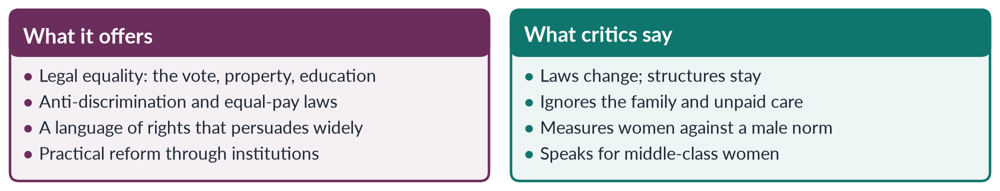 What it offers
• Legal equality: the vote, property, education
• Anti-discrimination and equal-pay laws
• A language of rights that persuades widely
• Practical reform through institutions
What critics say
• Laws change; structures stay
• Ignores the family and unpaid care
• Measures women against a male norm
• Speaks for middle-class women